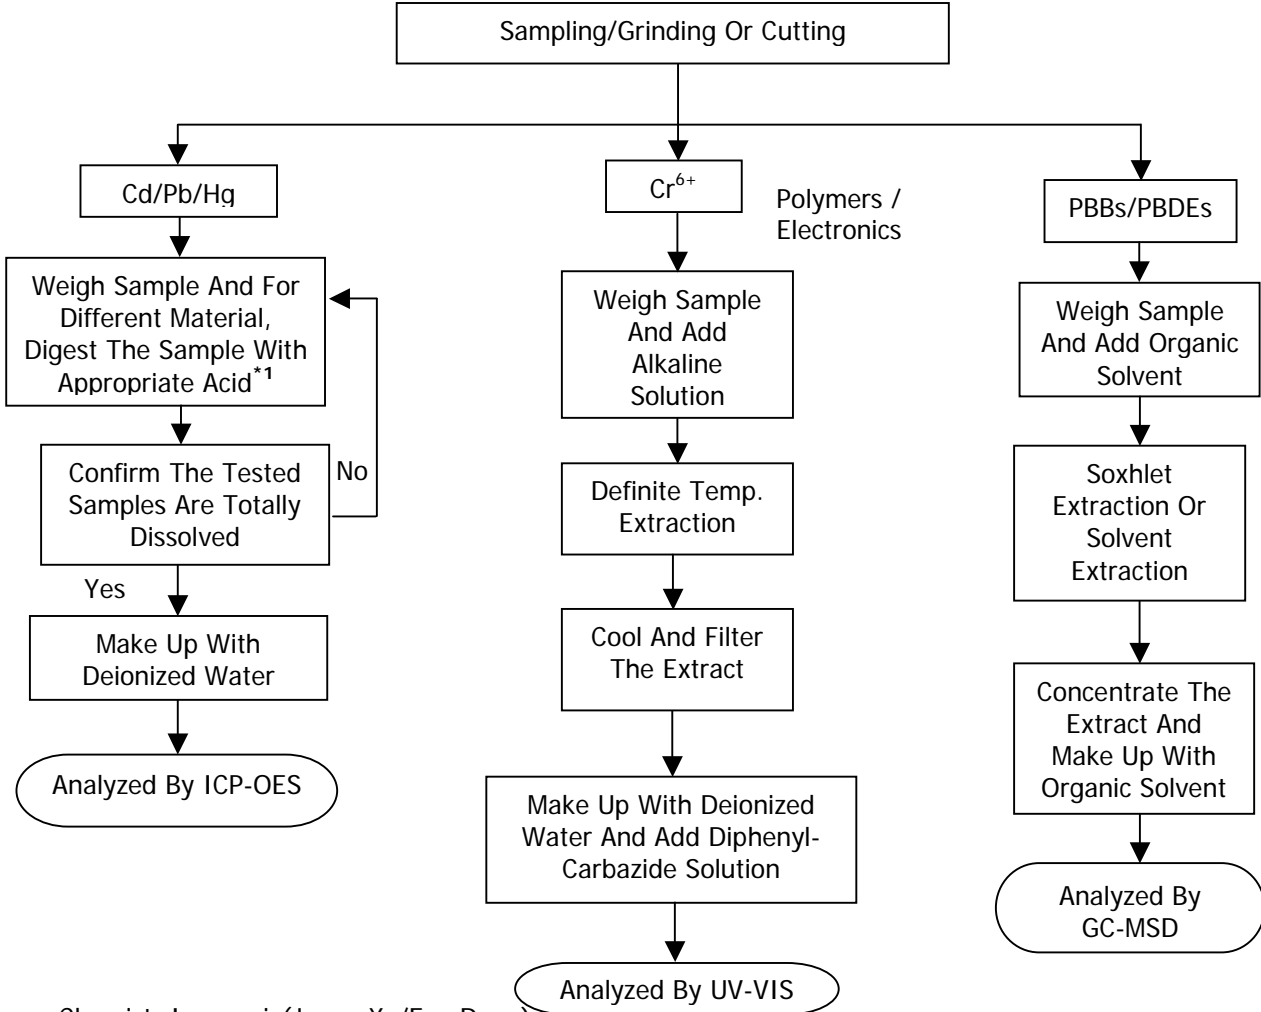 Sampling/Grinding Or Cutting
Cd/Pb/Hg
Weigh Sample And For
Different Material,
Digest The Sample With
Appropriate Acid*1
Confirm The Tested
Samples Are Totally
Dissolved
No
Yes
Make Up With
Deionized Water
Analyzed By ICP-OES
Cr6+
Polymers /
Electronics
Weigh Sample
And Add
Alkaline
Solution
Definite Temp.
Extraction
Cool And Filter
The Extract
Make Up With Deionized
Water And Add Diphenyl-
Carbazide Solution
Analyzed By UV-VIS
PBBs/PBDEs
Weigh Sample
And Add Organic
Solvent
Soxhlet
Extraction Or
Solvent
Extraction
Concentrate The
Extract And
Make Up With
Organic Solvent
Analyzed By
GC-MSD